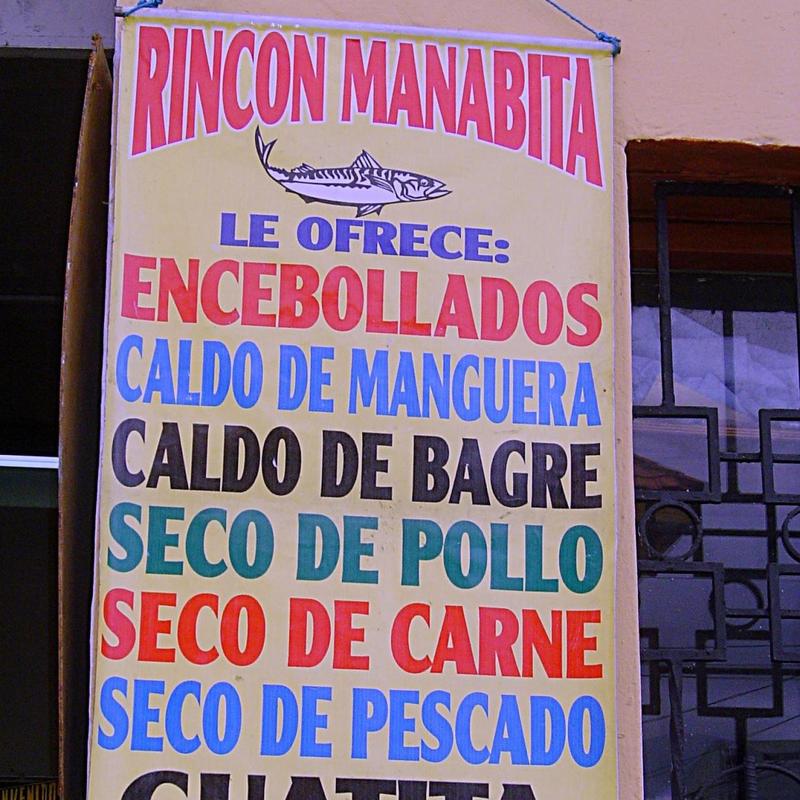 RINCON MANABITA
LE OFRECE:
ENCEBOLLADOS
CALDO DE MANGUERA
CALDO DE BAGRE
SECO DE POLLO
SECO DE CARNE
SECO DE PESCADO
GUATITA